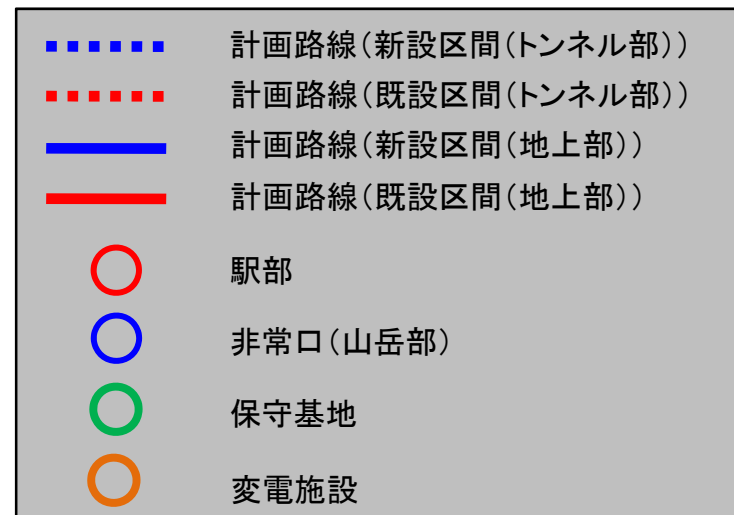 計画路線(新設区間(トンネル部))
計画路線(既設区間(トンネル部))
計画路線(新設区間(地上部))
計画路線(既設区間(地上部))
駅部
非常口(山岳部)
保守基地
変電施設